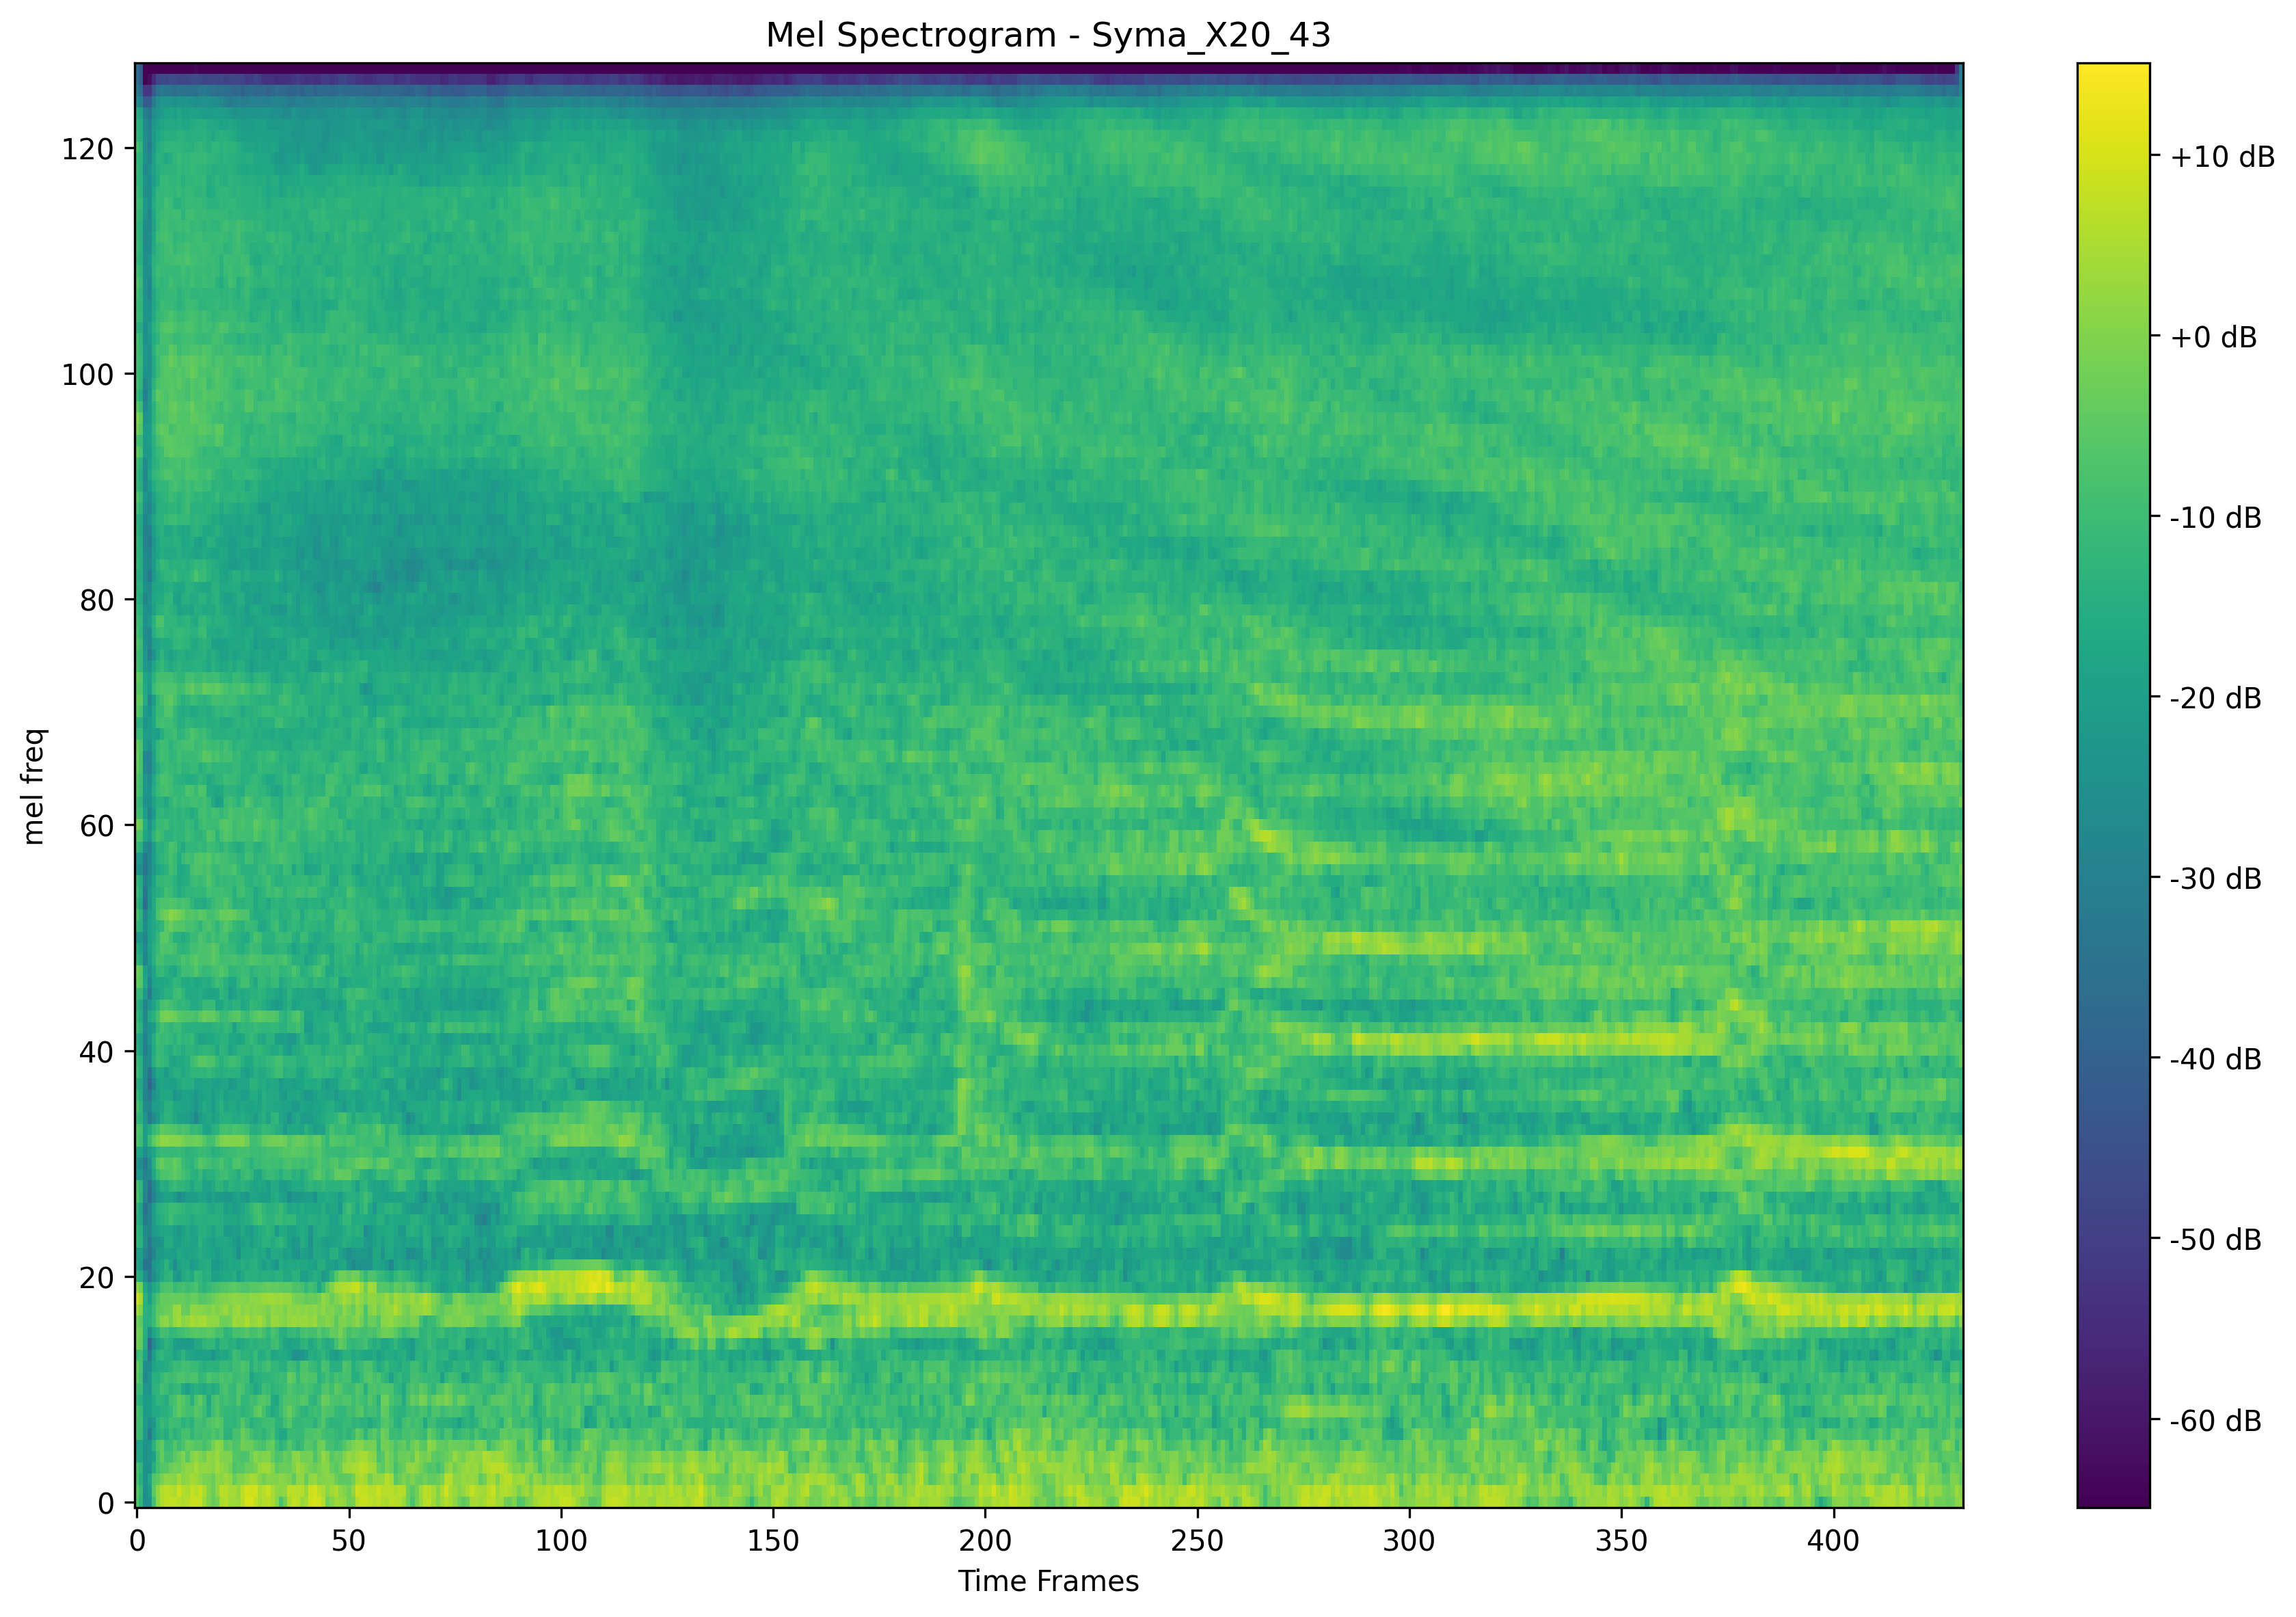 Mel Spectrogram - Syma_X20_43
mel freq
120
100
80
60
40
20
0
0 50 100 150 200 250 300 350 400
Time Frames
+10 dB
+0 dB
-10 dB
-20 dB
-30 dB
-40 dB
-50 dB
-60 dB